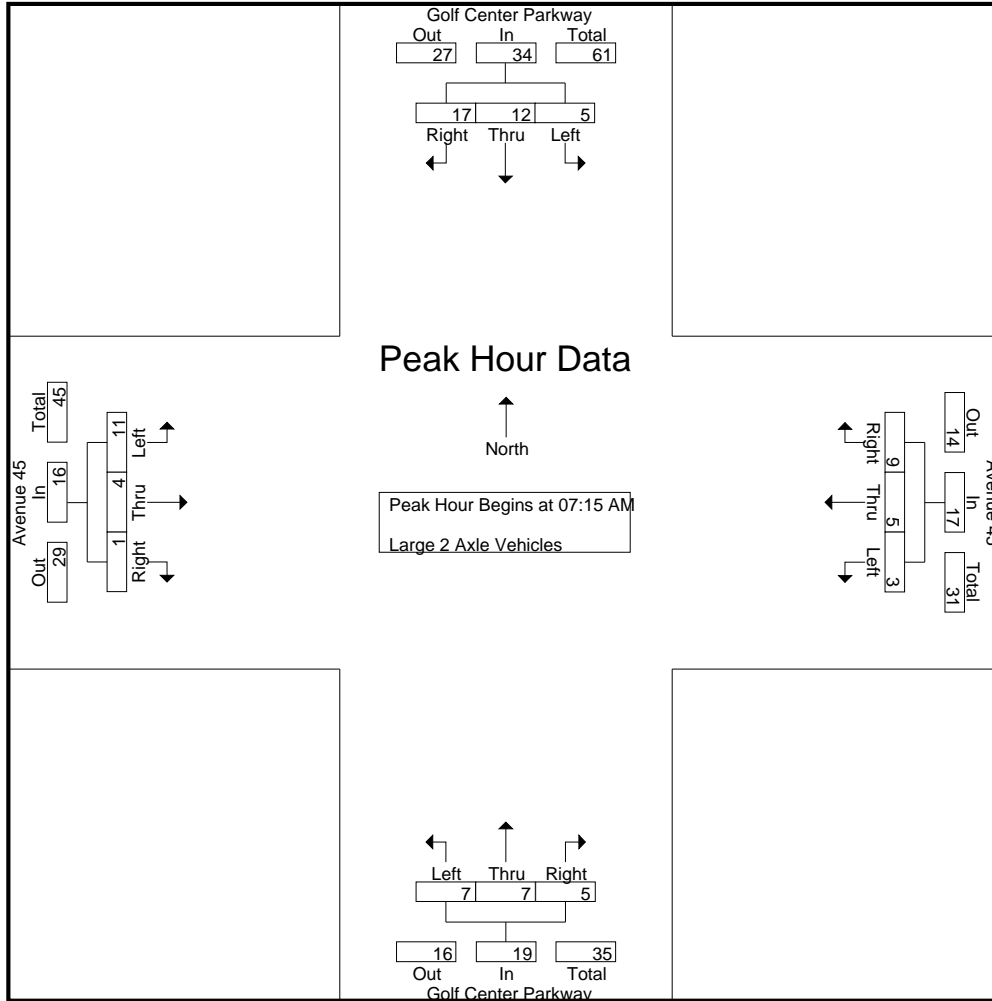 Golf Center Parkway
Out In Total
27 34 61
17 12 5
Right Thru Left
Peak Hour Data
North
Peak Hour Begins at 07:15 AM
Large 2 Axle Vehicles
Avenue 45
Out In Total
29 16 45
1 4 11
Right Thru Left
Avenue 45
Out In Total
14 17 31
9 5 3
Right Thru Left
Left Thru Right
7 7 5
16 19 35
Out In Total
Golf Center Parkway